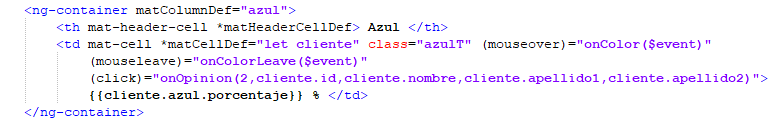 <ng-container matColumnDef="azul">
<th mat-header-cell *matHeaderCellDef> Azul </th>
<td mat-cell *matCellDef="let cliente" class="azulT" (mouseover)="onColor($event)"
(mouseleave)="onColorLeave($event)"
(click)="onOpinion(2,cliente.id,cliente.nombre,cliente.apellido1,cliente.apellido2)">
{{cliente.azul.porcentaje}} % </td>
</ng-container>